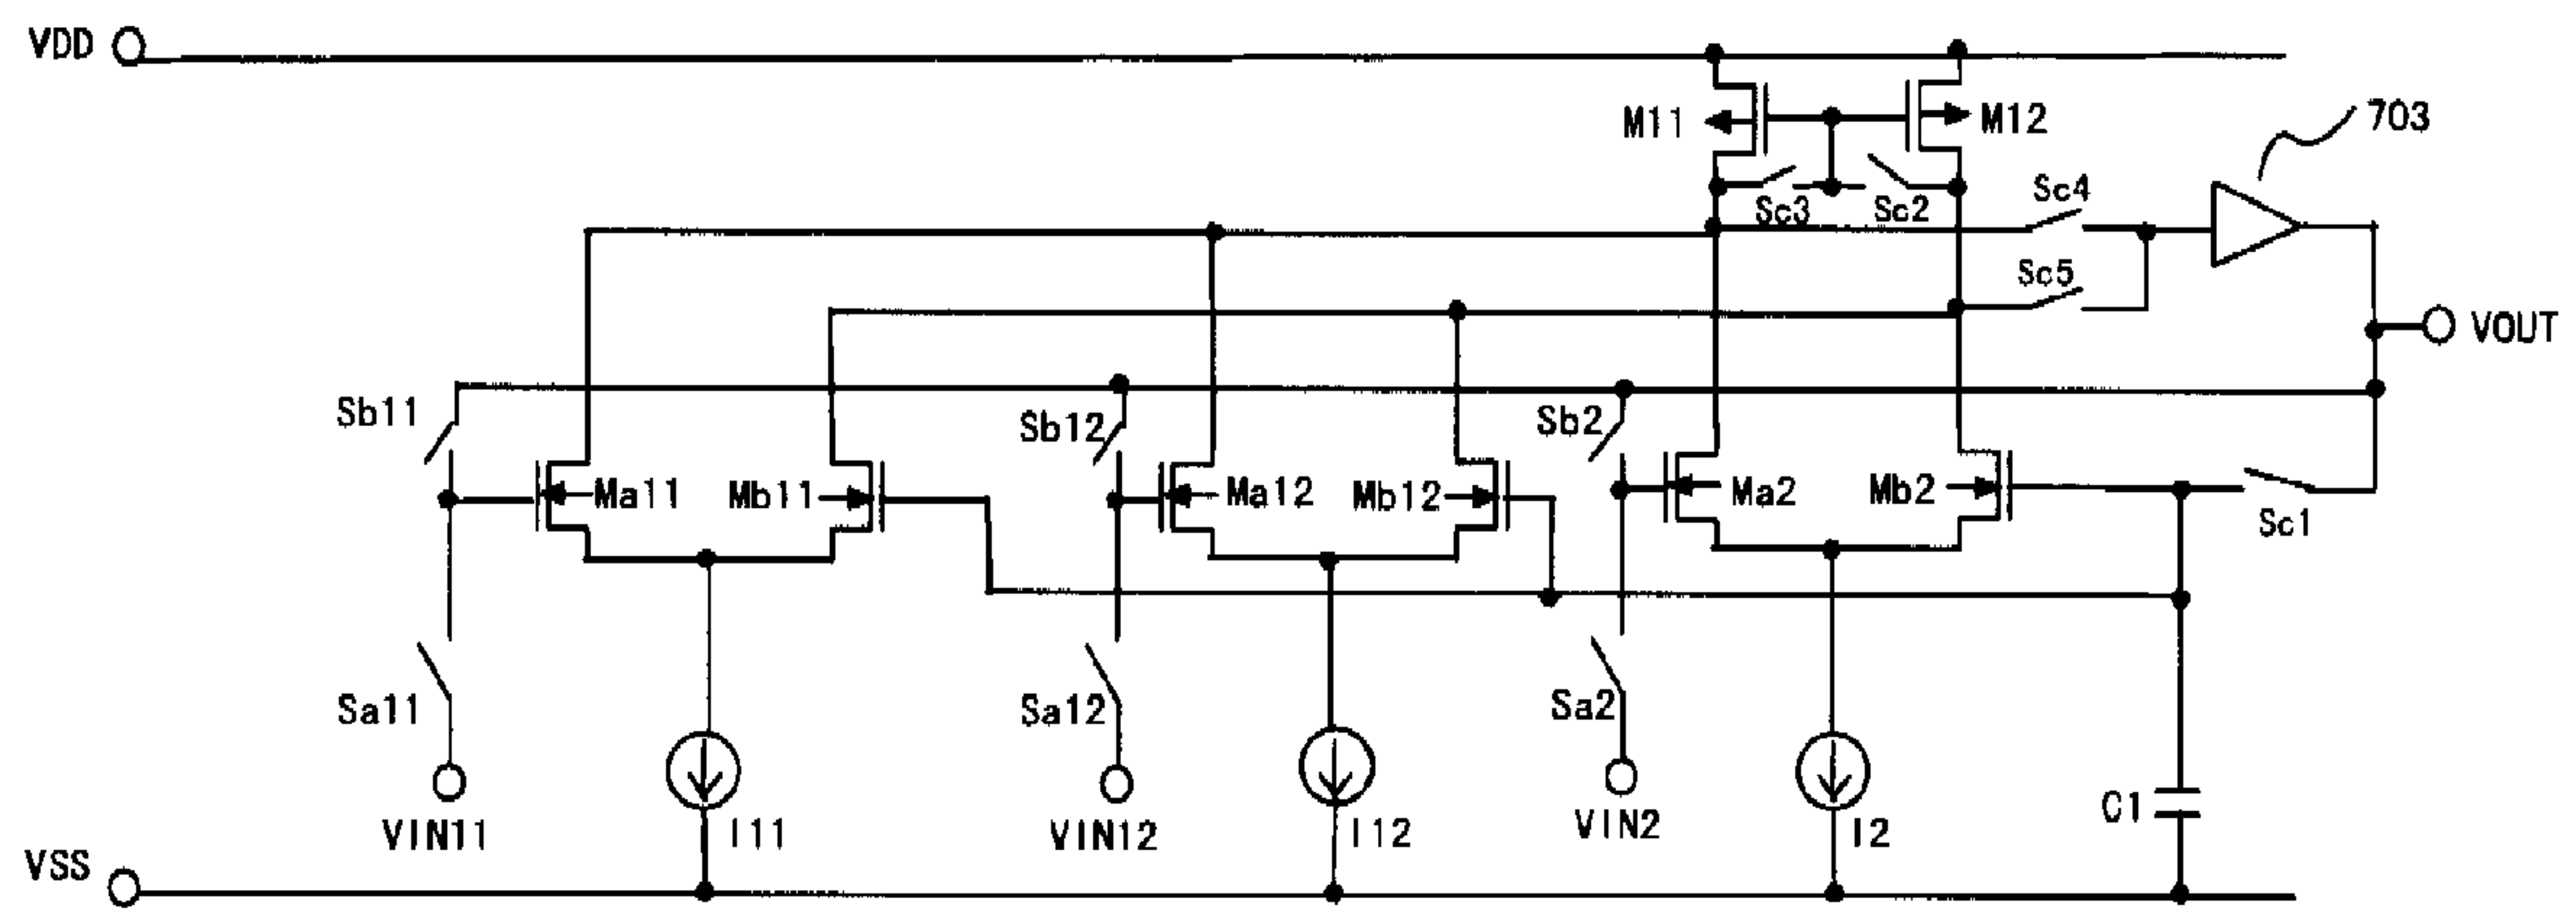 VDD
703
M11
M12
Sc4
Sc3
Sc2
Sc5
VOUT
Sb11
Sb12
Sb2
Ma11
Mb11
Ma12
Mb12
Ma2
Mb2
Sc1
Sa11
Sa12
Sa2
VIN11
I11
VIN12
I12
VIN2
I2
C1
VSS